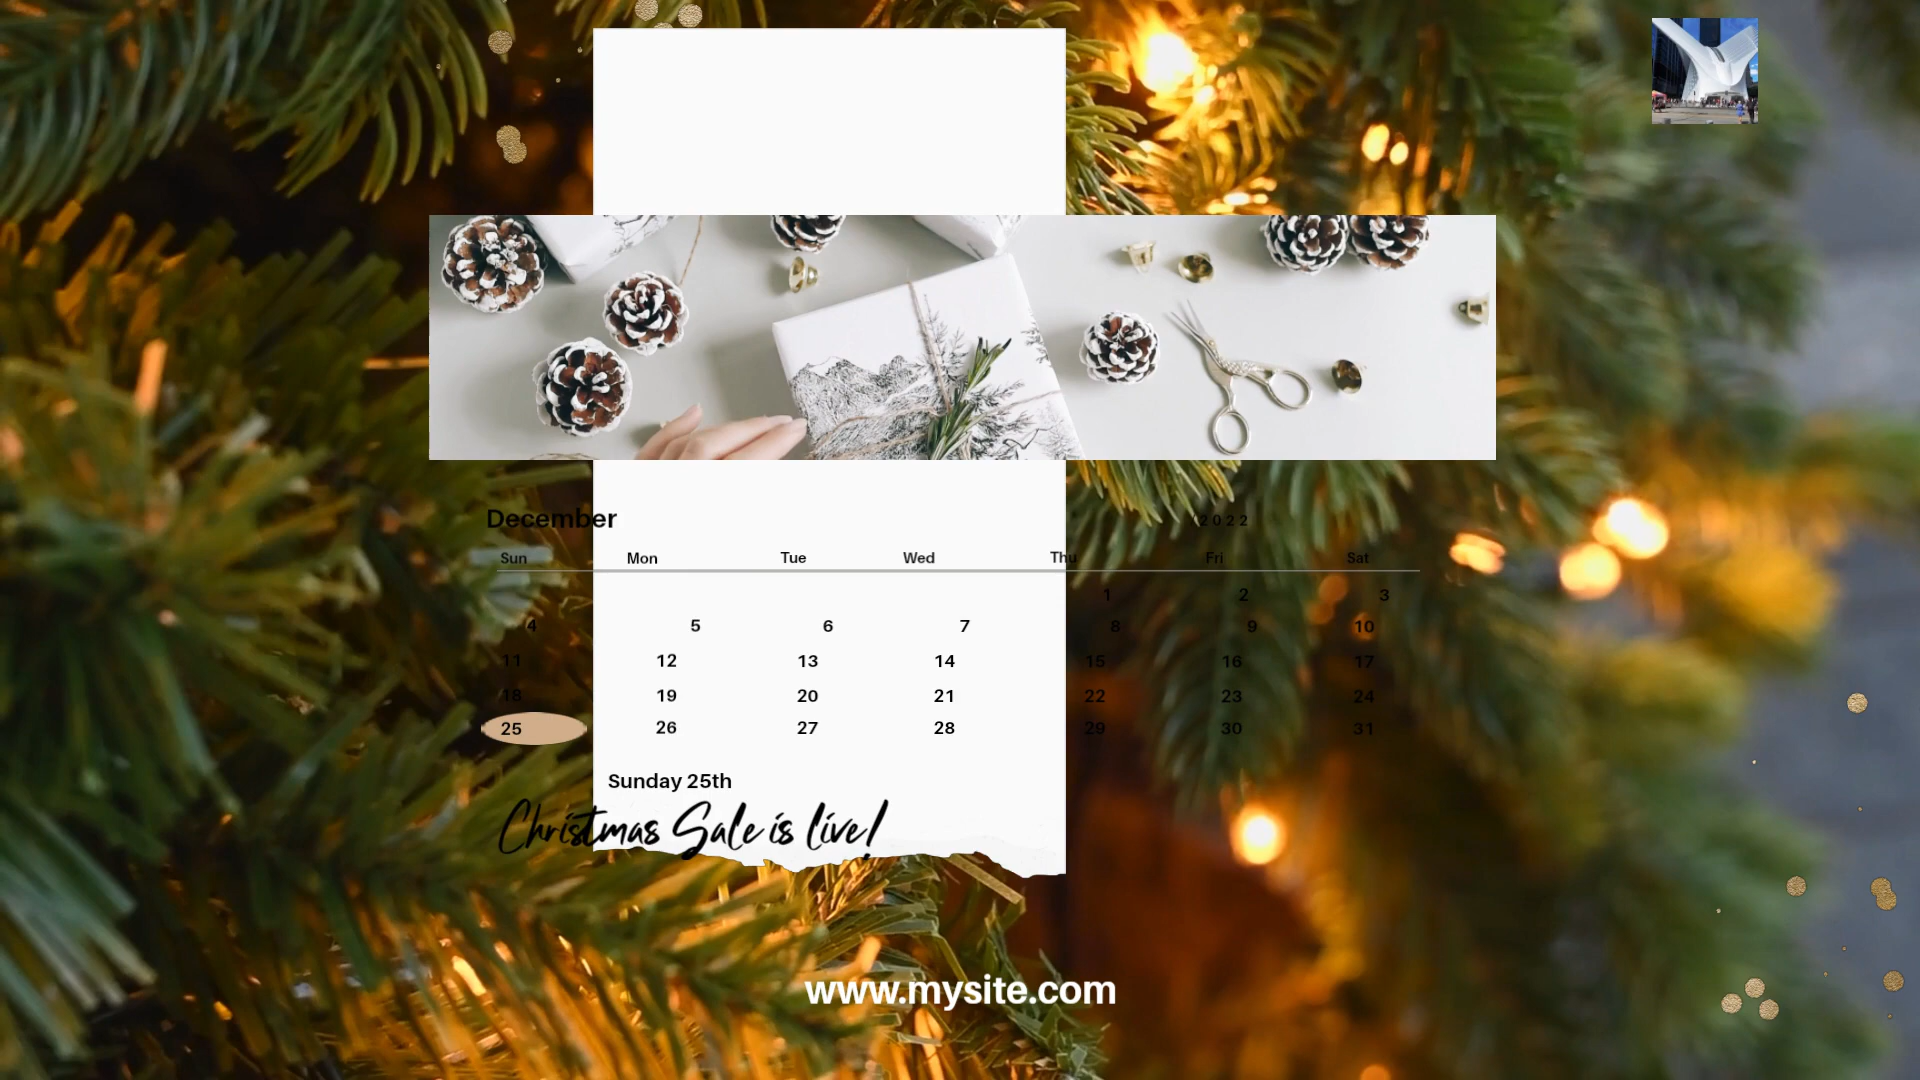 December 2022
Sun Mon Tue Wed Thu Fri Sat
1 2 3
4 5 6 7 8 9 10
11 12 13 14 15 16 17
18 19 20 21 22 23 24
25 26 27 28 29 30 31
Sunday 25th
Christmas Sale is live!
www.mysite.com